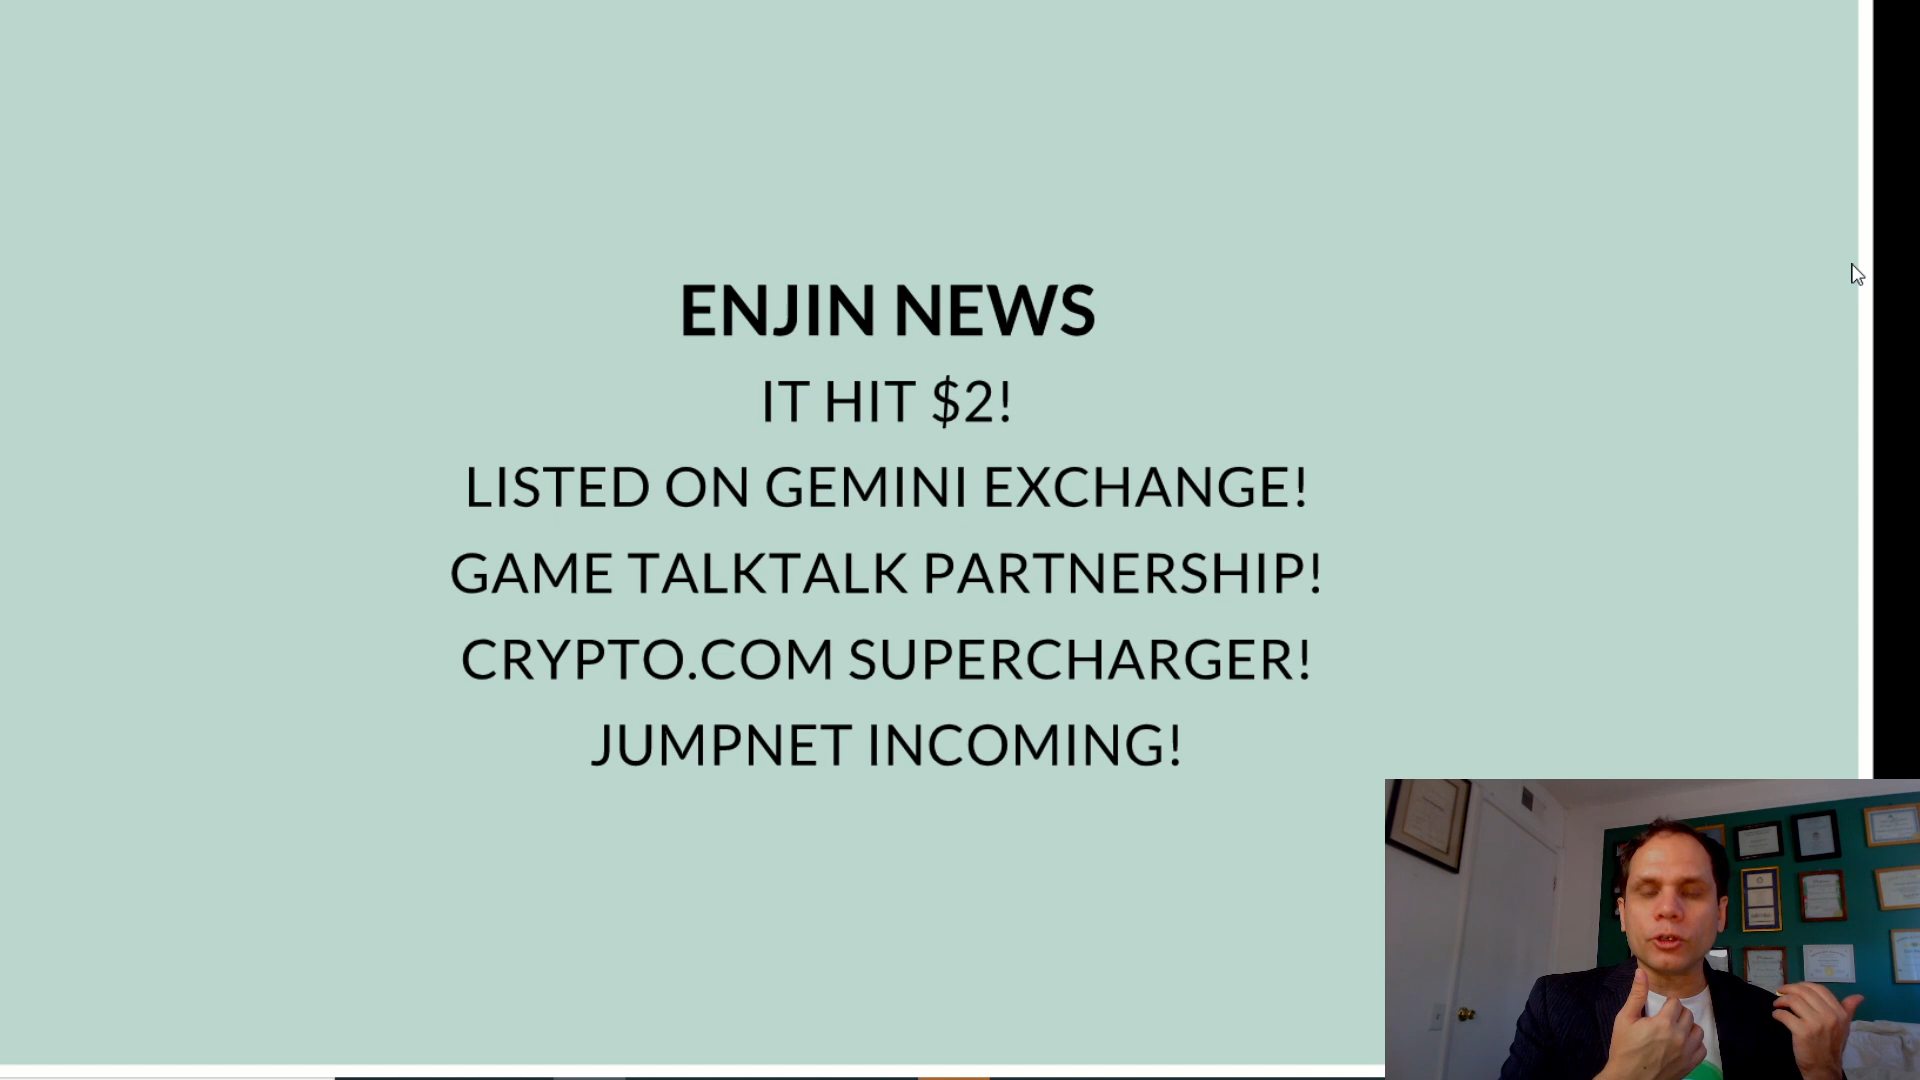 ENJIN NEWS
IT HIT $2!
LISTED ON GEMINI EXCHANGE!
GAME TALKTALK PARTNERSHIP!
CRYPTO.COM SUPERCHARGER!
JUMPNET INCOMING!